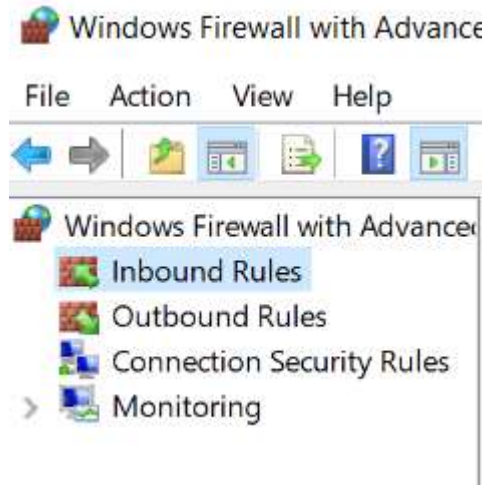 Windows Firewall with Advance
File Action View Help
Windows Firewall with Advanced
Inbound Rules
Outbound Rules
Connection Security Rules
Monitoring